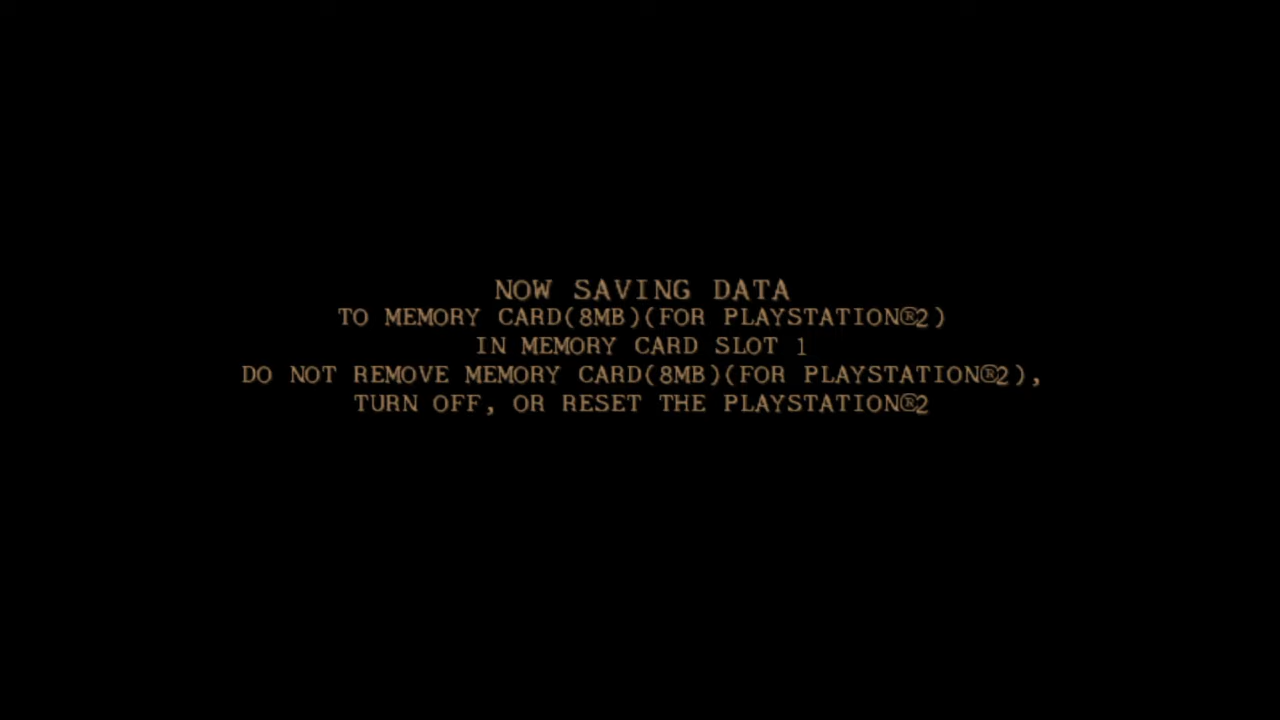 NOW SAVING DATA
TO MEMORY CARD(8MB)(FOR PLAYSTATION®2)
IN MEMORY CARD SLOT 1
DO NOT REMOVE MEMORY CARD(8MB)(FOR PLAYSTATION®2),
TURN OFF, OR RESET THE PLAYSTATION®2